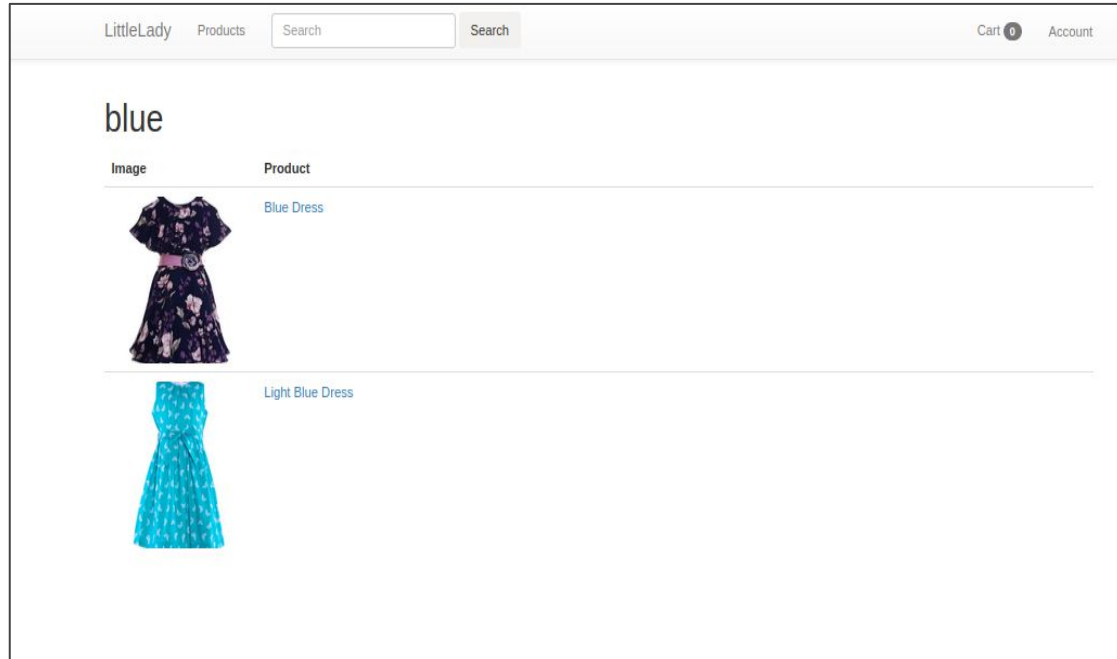 LittleLady Products Search Search Cart 0 Account
blue
Image Product
Blue Dress
Light Blue Dress